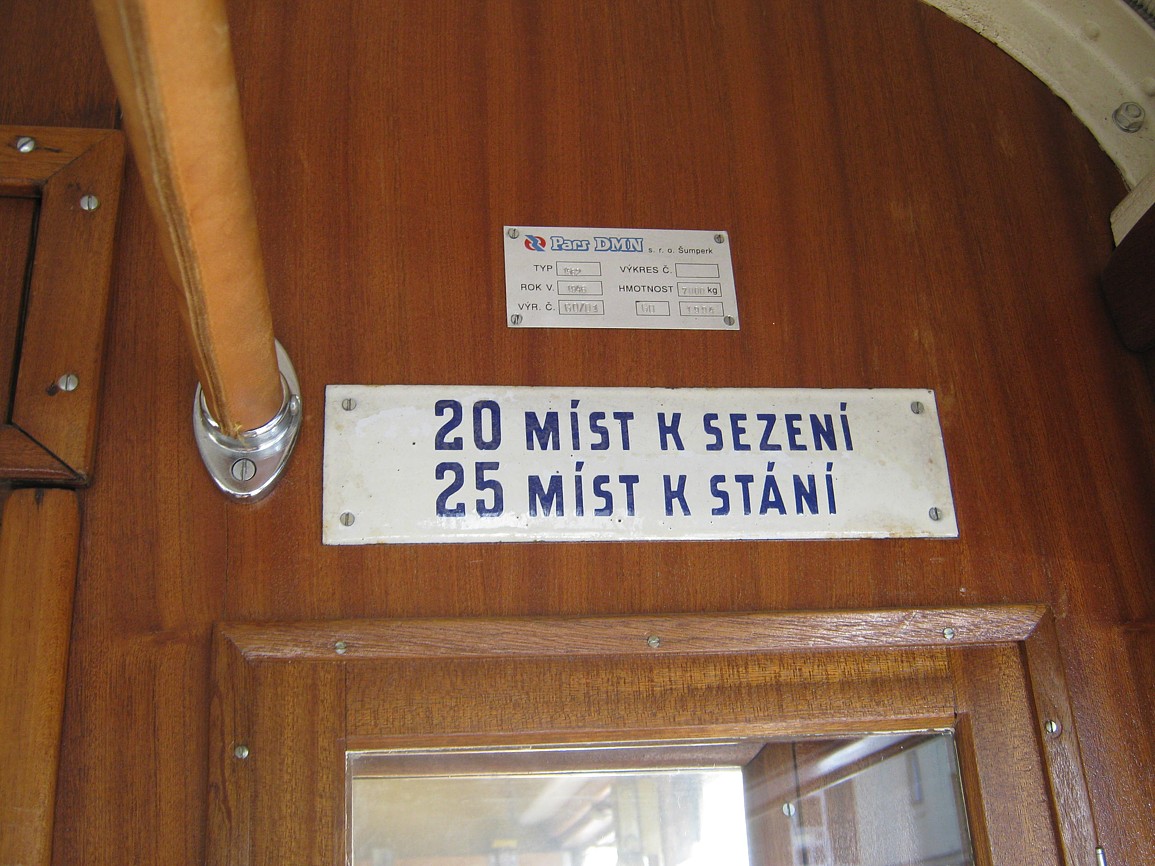 Pars DMN s. r. o. Šumperk
TYP VÝKRES Č.
ROK V. HMOTNOST kg
VÝR. Č.
20 MÍST K SEZENÍ
25 MÍST K STÁNÍ